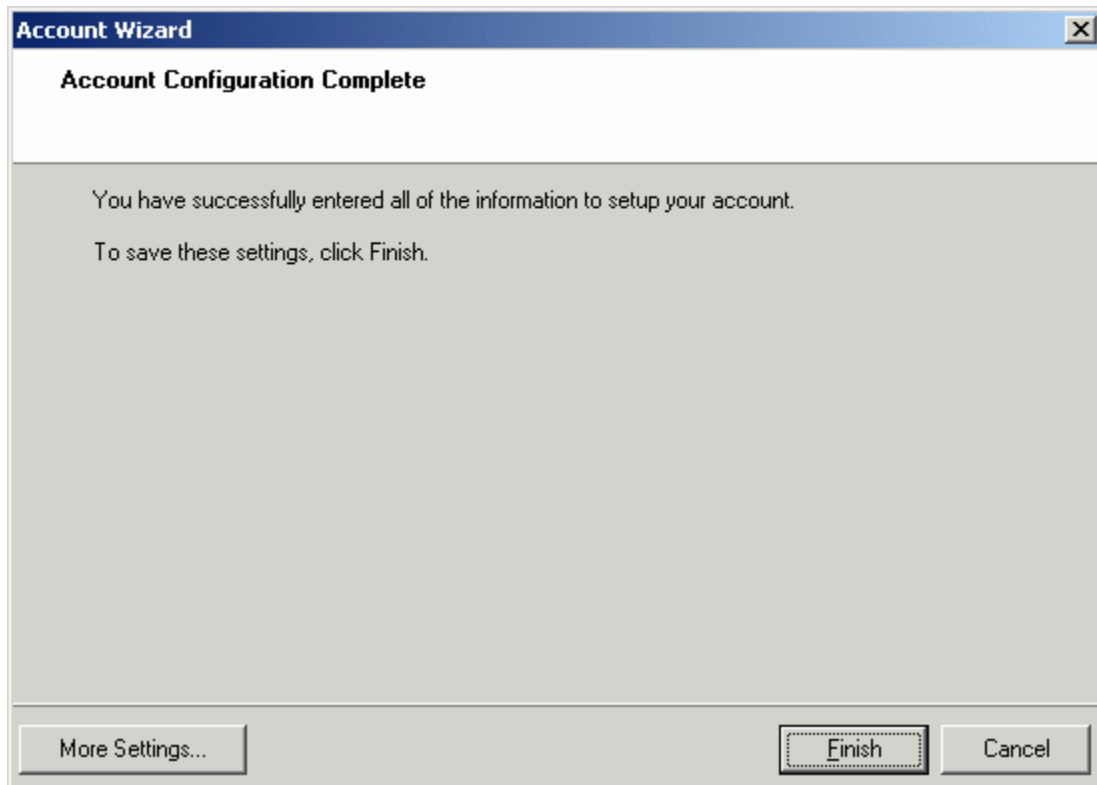 Account Wizard
Account Configuration Complete
You have successfully entered all of the information to setup your account.
To save these settings, click Finish.
More Settings...
Finish
Cancel